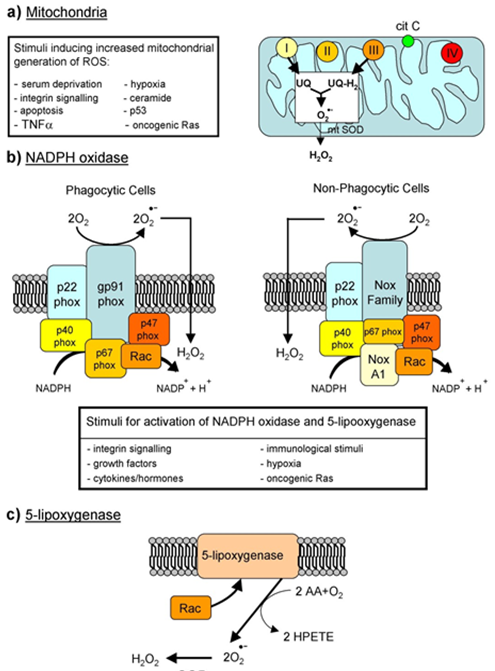 a) Mitochondria
Stimuli inducing increased mitochondrial
generation of ROS:
- serum deprivation
- hypoxia
- integrin signalling
- ceramide
- apoptosis
- p53
- TNFα
- oncogenic Ras
cit C
I
II
III
IV
UQ
UQ-H2
O2•-
mt SOD
H2O2
b) NADPH oxidase
Phagocytic Cells
2O2
2O2•-
p22
phox
gp91
phox
p40
phox
p47
phox
p67
phox
Rac
H2O2
NADPH
NADP+ + H+
Non-Phagocytic Cells
2O2•-
2O2
p22
phox
Nox
Family
p40
phox
p67 phox
p47
phox
Nox
A1
Rac
H2O2
NADPH
NADP+ + H+
Stimuli for activation of NADPH oxidase and 5-lipooxygenase
- integrin signalling
- immunological stimuli
- growth factors
- hypoxia
- cytokines/hormones
- oncogenic Ras
c) 5-lipoxygenase
5-lipoxygenase
Rac
2 AA+O2
2 HPETE
H2O2
2O2•-